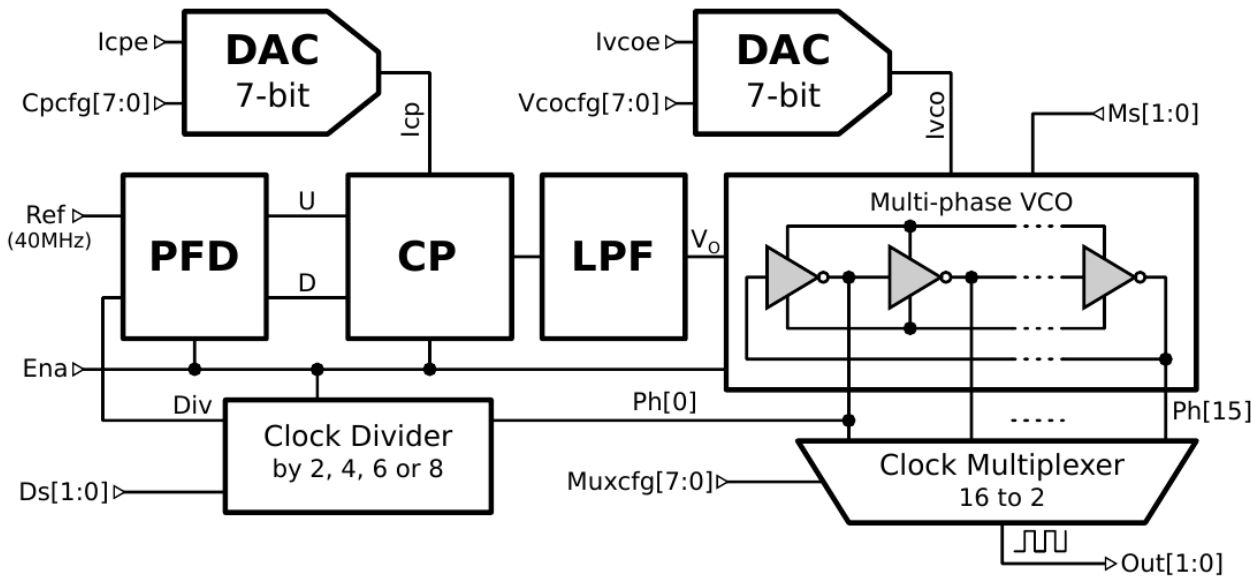 Icpe
DAC
7-bit
Cpcfg[7:0]
Icp
Ivcoe
DAC
7-bit
Vcocfg[7:0]
Ivco
Ms[1:0]
Ref
(40MHz)
PFD
U
D
CP
LPF
VO
Multi-phase VCO
Ena
Div
Clock Divider
by 2, 4, 6 or 8
Ds[1:0]
Ph[0]
Ph[15]
Clock Multiplexer
16 to 2
Muxcfg[7:0]
Out[1:0]